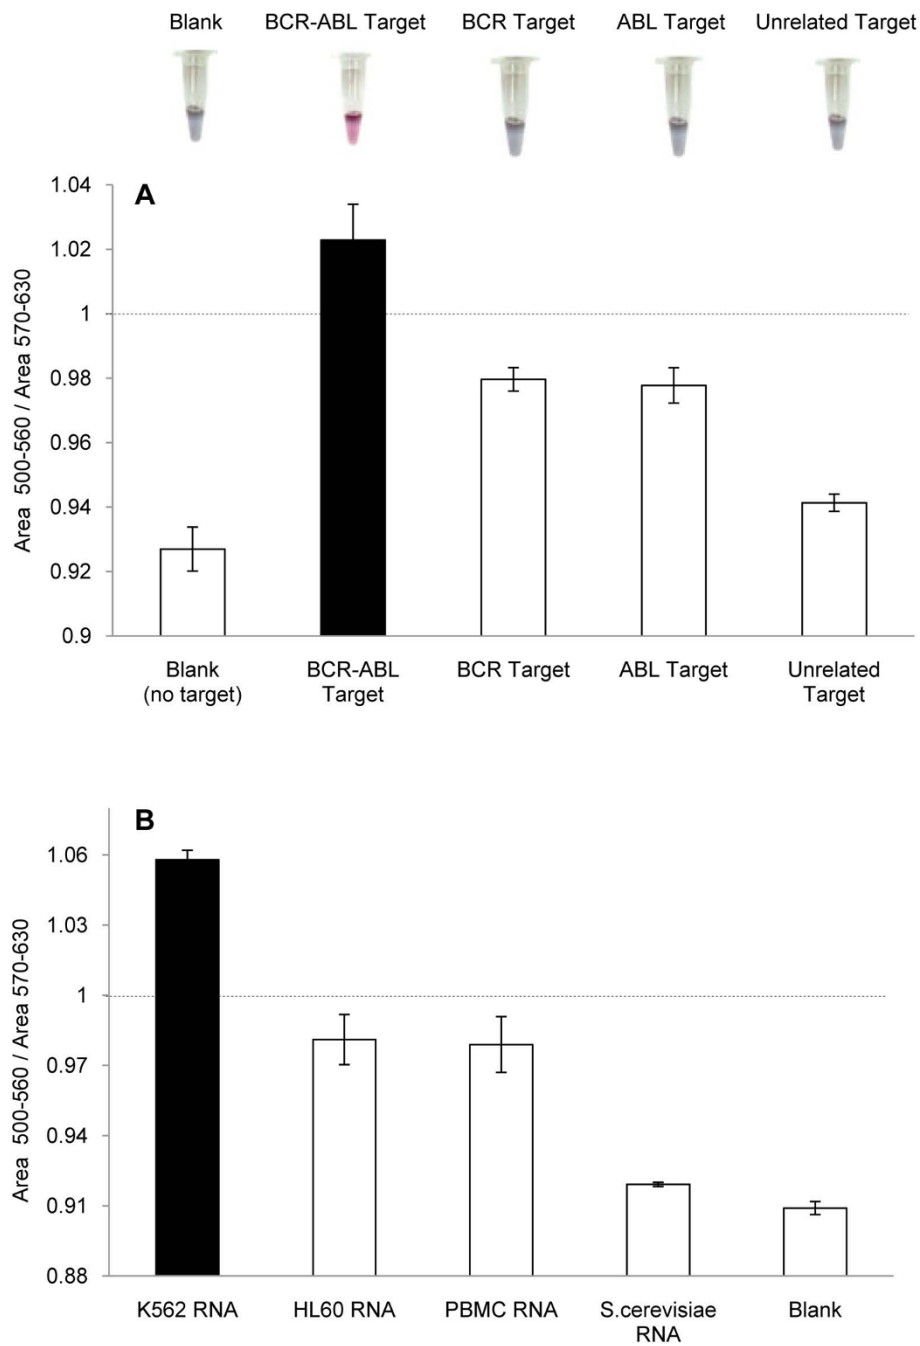 Blank BCR-ABL Target BCR Target ABL Target Unrelated Target
A
1.04
1.02
1
0.98
0.96
0.94
0.92
0.9
Area 500-560 / Area 570-630
Blank BCR-ABL BCR Target ABL Target Unrelated
(no target) Target Target
B
1.06
1.03
1
0.97
0.94
0.91
0.88
Area 500-560 / Area 570-630
K562 RNA HL60 RNA PBMC RNA S.cerevisiae Blank
RNA